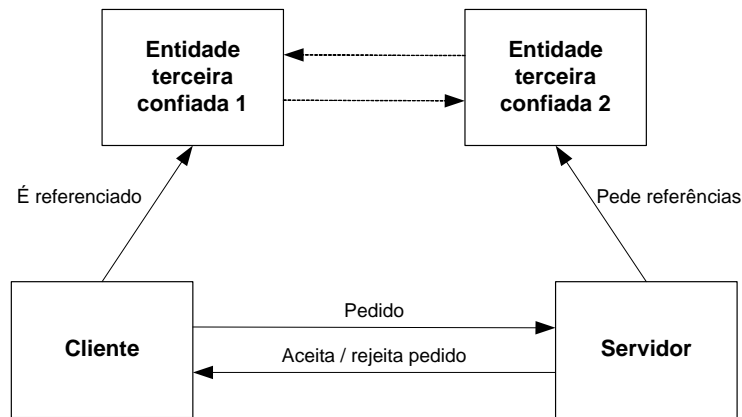 Entidade
terceira
confiada 1
Entidade
terceira
confiada 2
É referenciado
Pede referências
Cliente
Pedido
Aceita / rejeita pedido
Servidor